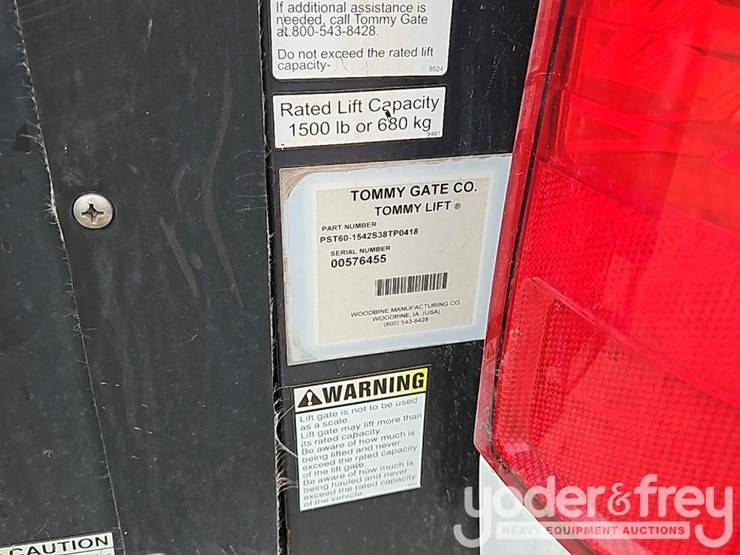 If additional assistance is
needed, call Tommy Gate
at 800-543-8428.
Do not exceed the rated lift
capacity-
9524
Rated Lift Capacity
1500 lb or 680 kg
9481
TOMMY GATE CO.
TOMMY LIFT ®
PART NUMBER
PST60-1542S38TP0418
SERIAL NUMBER
00576455
WOODBINE MANUFACTURING CO.
WOODBINE, IA. (USA)
(800) 543-8428
WARNING
Lift gate is not to be used
as a scale.
Lift gate may lift more than
its rated capacity.
Be aware of how much is
being lifted and never
exceed the rated capacity
of the lift gate.
Be aware of how much is
being hauled and never
exceed the rated capacity
of the vehicle.
CAUTION
yoder&frey
HEAVY EQUIPMENT AUCTIONS